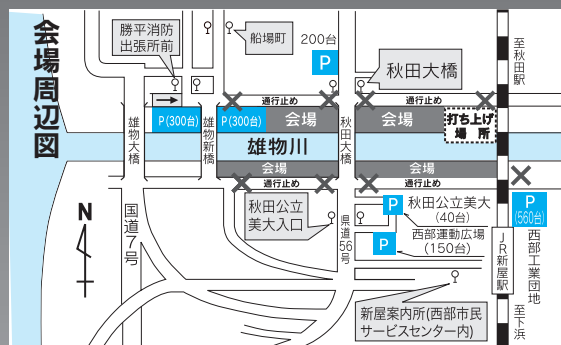 会場周辺図
勝平消防
出張所前
船場町
200台
P
秋田大橋
至秋田駅
通行止め
通行止め
P(300台)
P(300台)
会場
会場
打ち上げ
場所
雄物大橋
雄物新橋
秋田大橋
雄物川
会場
会場
通行止め
通行止め
N
国道7号
秋田公立
美大入口
県道56号
P
秋田公立美大
(40台)
P
西部運動広場
(150台)
P
(560台)
西部工業団地
JR新屋駅
至下浜
新屋案内所(西部市民
サービスセンター内)